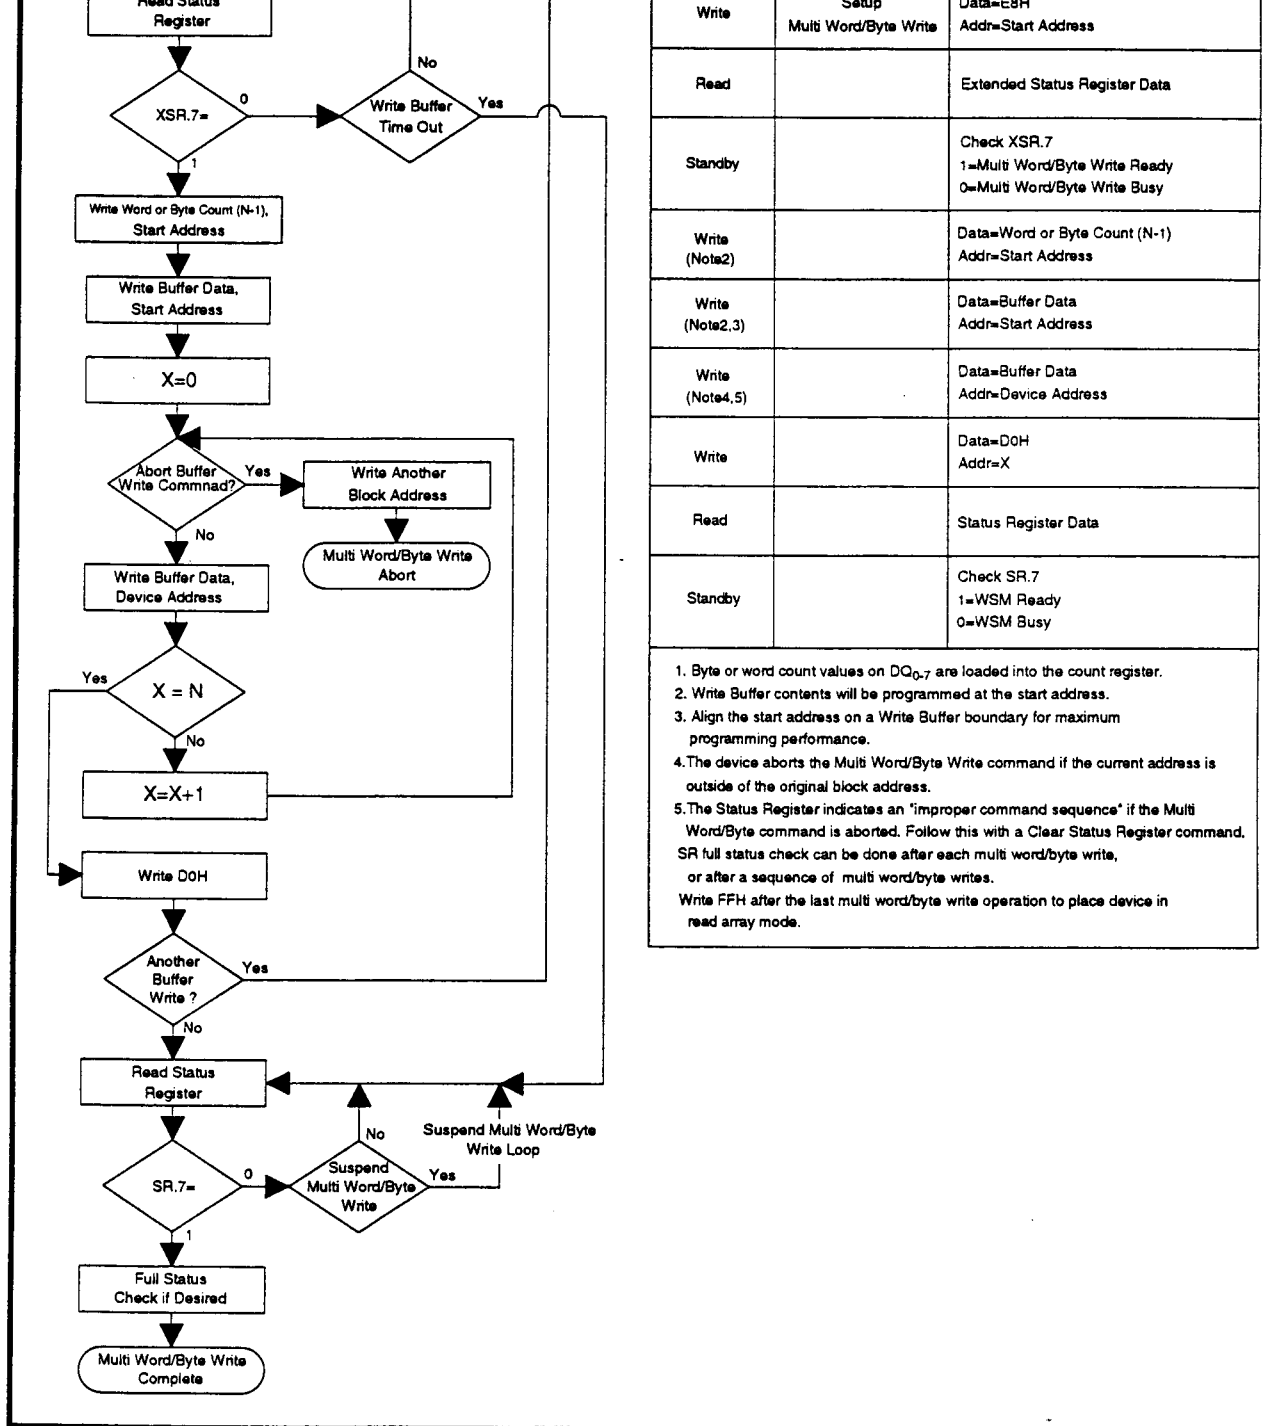 Read Status
Register
No
XSR.7=
0
Write Buffer
Time Out
Yes
1
Write Word or Byte Count (N-1),
Start Address
Write Buffer Data,
Start Address
X=0
Abort Buffer
Write Commnad?
Yes
Write Another
Block Address
No
Multi Word/Byte Write
Abort
Write Buffer Data,
Device Address
Yes
X = N
No
X=X+1
Write D0H
Another
Buffer
Write ?
Yes
No
Read Status
Register
No
Suspend Multi Word/Byte
Write Loop
SR.7=
0
Suspend
Multi Word/Byte
Write
Yes
1
Full Status
Check if Desired
Multi Word/Byte Write
Complete
Write
Setup
Multi Word/Byte Write
Data=E8H
Addr=Start Address
Read
Extended Status Register Data
Standby
Check XSR.7
1=Multi Word/Byte Write Ready
0=Multi Word/Byte Write Busy
Write
(Note2)
Data=Word or Byte Count (N-1)
Addr=Start Address
Write
(Note2,3)
Data=Buffer Data
Addr=Start Address
Write
(Note4,5)
Data=Buffer Data
Addr=Device Address
Write
Data=D0H
Addr=X
Read
Status Register Data
Standby
Check SR.7
1=WSM Ready
0=WSM Busy
1. Byte or word count values on DQ0-7 are loaded into the count register.
2. Write Buffer contents will be programmed at the start address.
3. Align the start address on a Write Buffer boundary for maximum
programming performance.
4.The device aborts the Multi Word/Byte Write command if the current address is
outside of the original block address.
5.The Status Register indicates an "improper command sequence" if the Multi
Word/Byte command is aborted. Follow this with a Clear Status Register command.
SR full status check can be done after each multi word/byte write,
or after a sequence of multi word/byte writes.
Write FFH after the last multi word/byte write operation to place device in
read array mode.